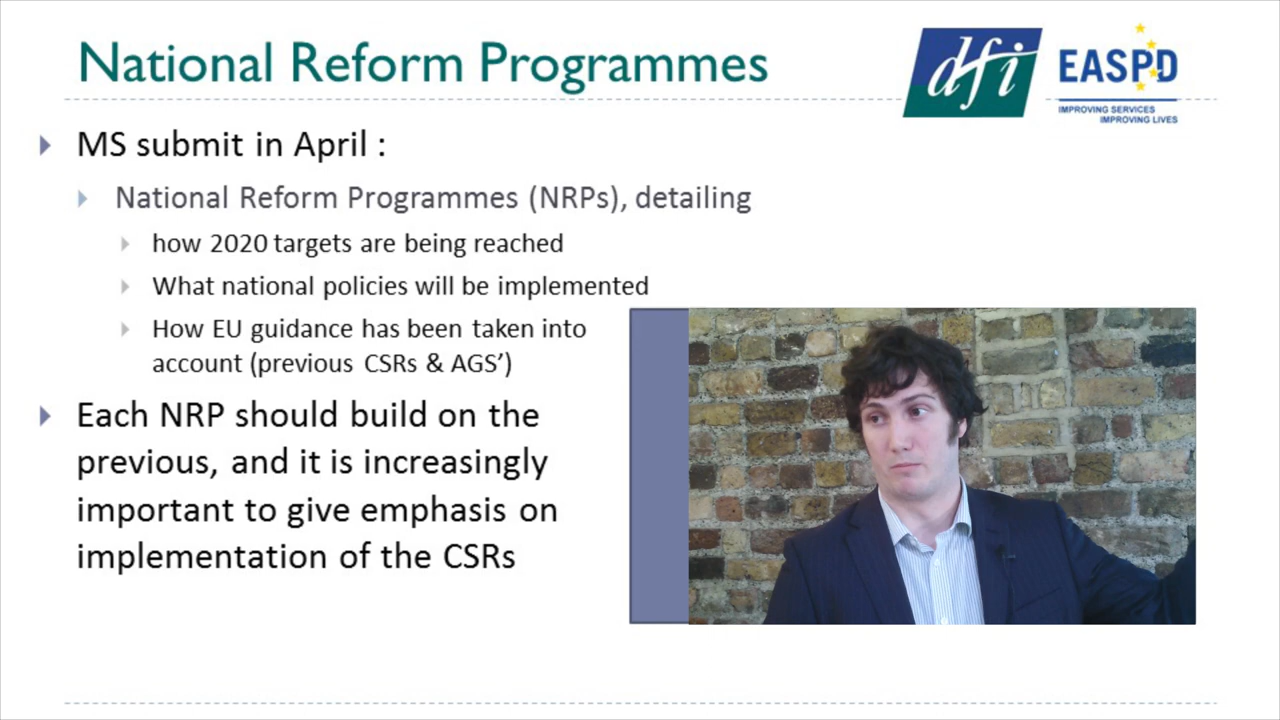 National Reform Programmes
dfi
EASPD
IMPROVING SERVICES
IMPROVING LIVES
MS submit in April :
National Reform Programmes (NRPs), detailing
how 2020 targets are being reached
What national policies will be implemented
How EU guidance has been taken into
account (previous CSRs & AGS’)
Each NRP should build on the
previous, and it is increasingly
important to give emphasis on
implementation of the CSRs